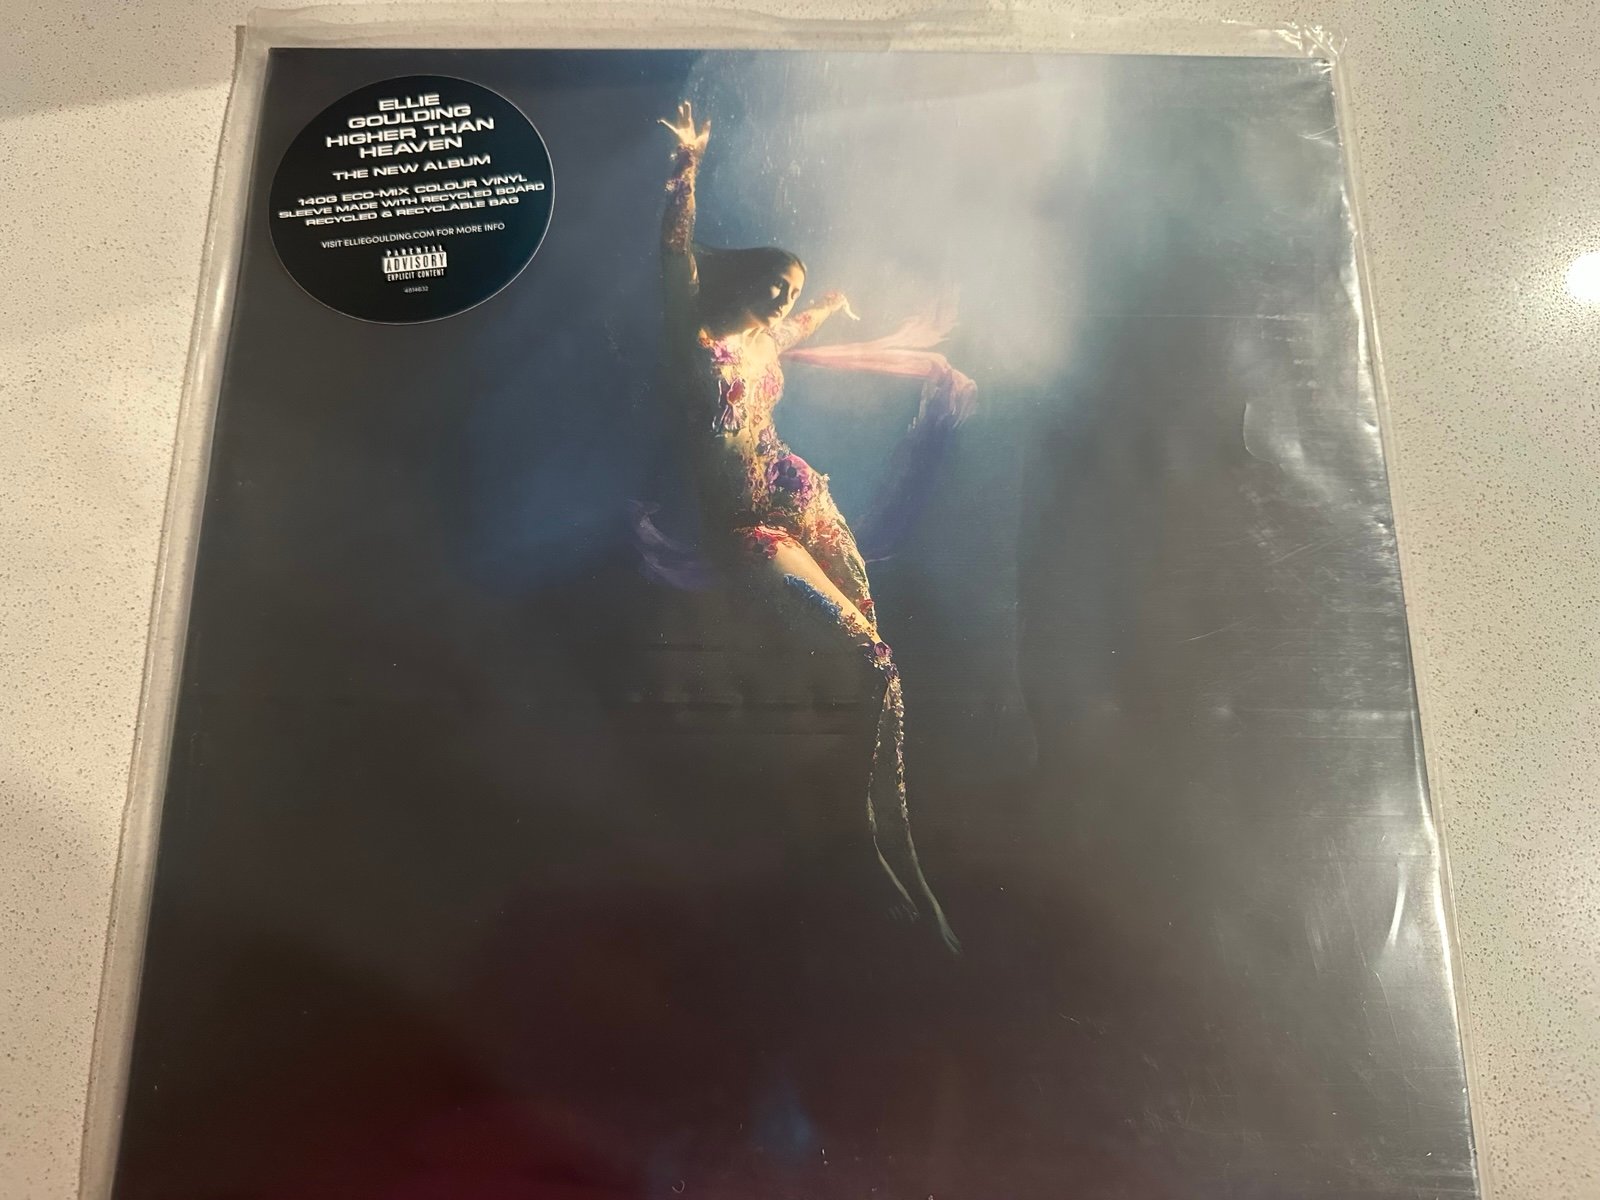 ELLIE
GOULDING
HIGHER THAN
HEAVEN
THE NEW ALBUM
140G ECO-MIX COLOUR VINYL
SLEEVE MADE WITH RECYCLED BOARD
RECYCLED & RECYCLABLE BAG
VISIT ELLIEGOULDING.COM FOR MORE INFO
PARENTAL
ADVISORY
EXPLICIT CONTENT
4814632